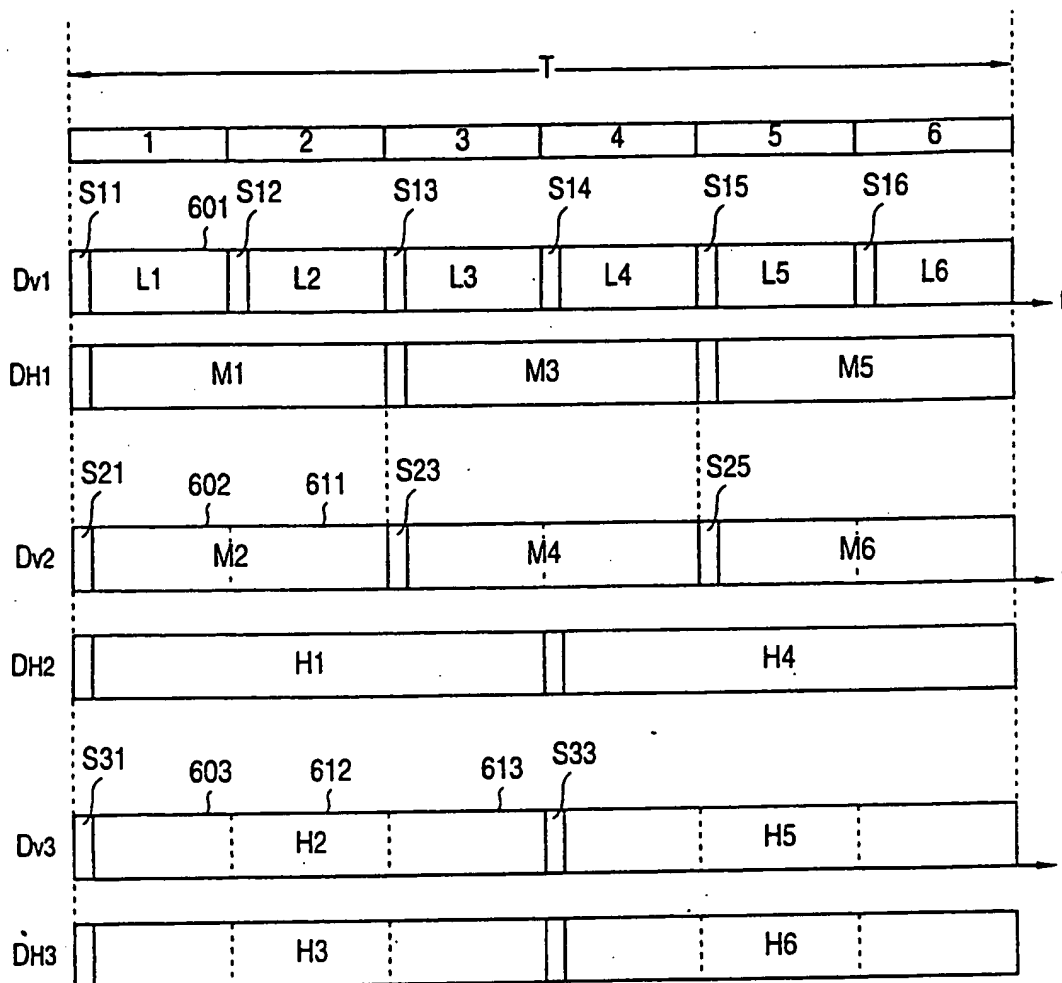 T
1 2 3 4 5 6
S11 601 S12 S13 S14 S15 S16
Dv1 L1 L2 L3 L4 L5 L6
DH1 M1 M3 M5
S21 602 611 S23 S25
Dv2 M2 M4 M6
DH2 H1 H4
S31 603 612 613 S33
Dv3 H2 H5
DH3 H3 H6